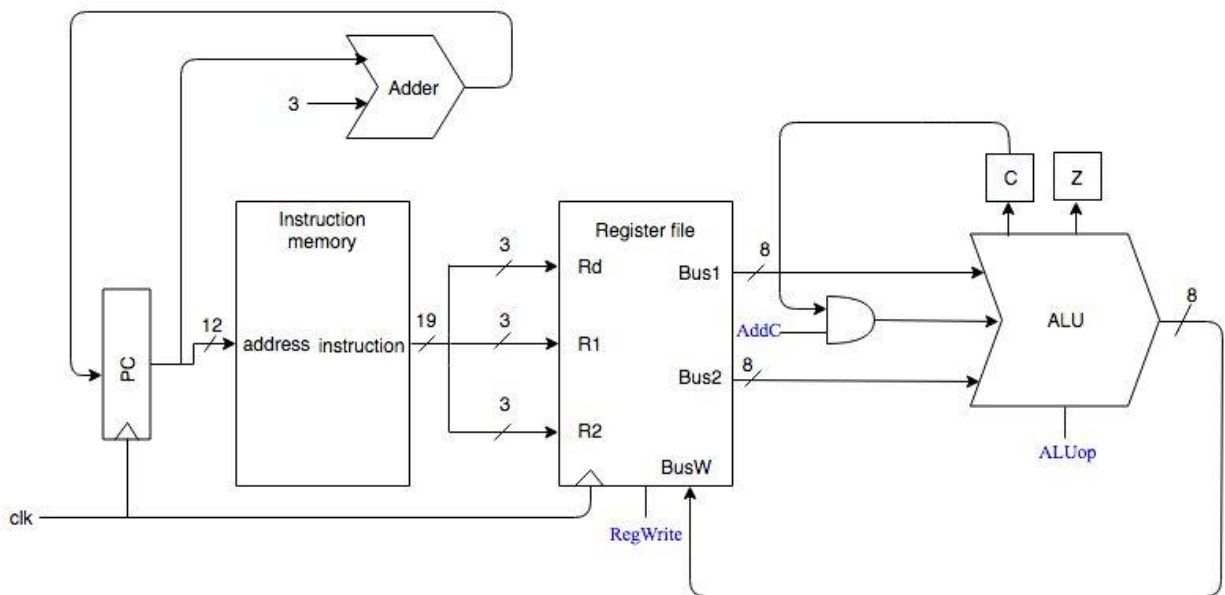 Adder
3
C
Z
Instruction
memory
Register file
3
8
Rd
Bus1
8
PC
12
address
instruction
19
3
R1
AddC
ALU
Bus2
8
3
R2
BusW
ALUop
clk
RegWrite